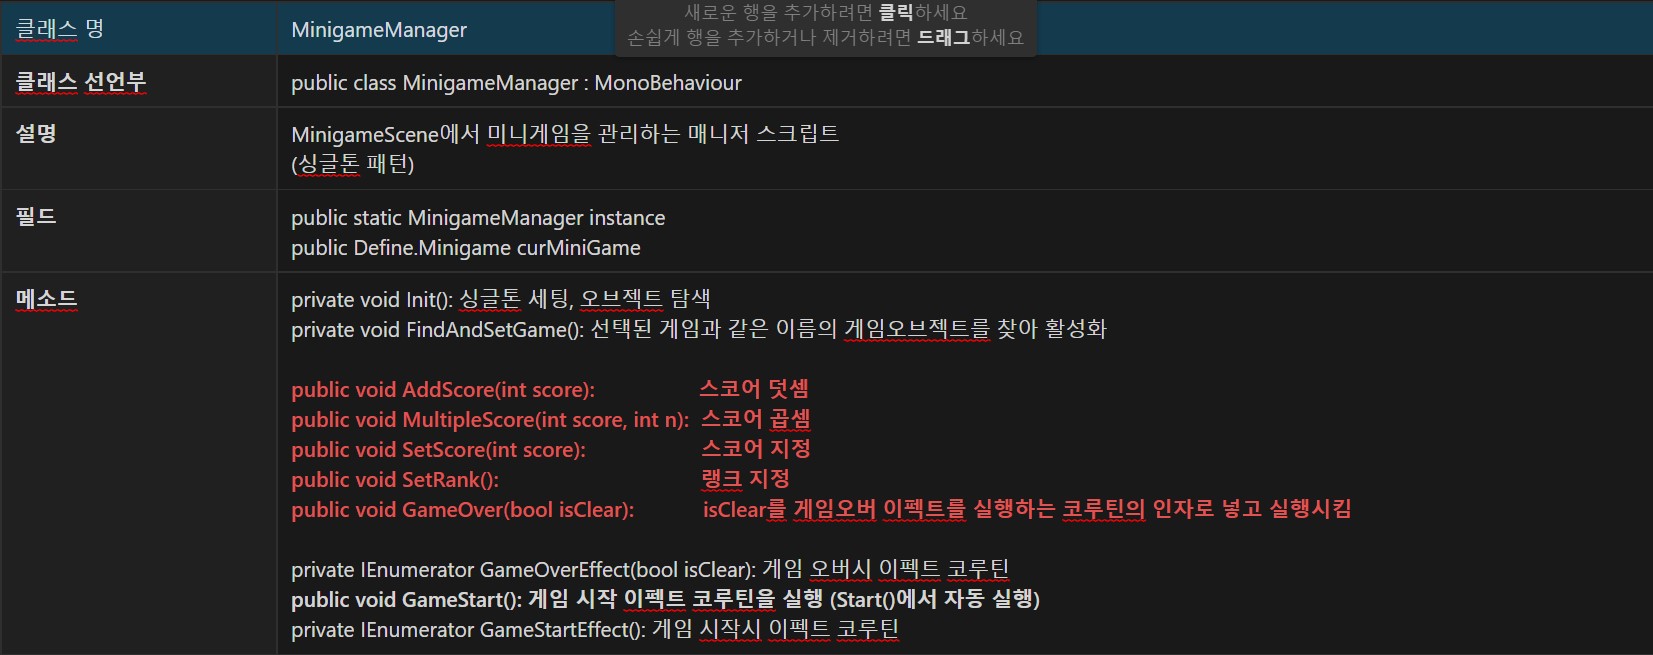 새로운 행을 추가하려면 클릭하세요
손쉽게 행을 추가하거나 제거하려면 드래그하세요
클래스 명 MinigameManager
클래스 선언부 public class MinigameManager : MonoBehaviour
설명 MinigameScene에서 미니게임을 관리하는 매니저 스크립트
(싱글톤 패턴)
필드 public static MinigameManager instance
public Define.Minigame curMiniGame
메소드 private void Init(): 싱글톤 세팅, 오브젝트 탐색
private void FindAndSetGame(): 선택된 게임과 같은 이름의 게임오브젝트를 찾아 활성화
public void AddScore(int score): 스코어 덧셈
public void MultipleScore(int score, int n): 스코어 곱셈
public void SetScore(int score): 스코어 지정
public void SetRank(): 랭크 지정
public void GameOver(bool isClear): isClear를 게임오버 이펙트를 실행하는 코루틴의 인자로 넣고 실행시킴
private IEnumerator GameOverEffect(bool isClear): 게임 오버시 이펙트 코루틴
public void GameStart(): 게임 시작 이펙트 코루틴을 실행 (Start()에서 자동 실행)
private IEnumerator GameStartEffect(): 게임 시작시 이펙트 코루틴